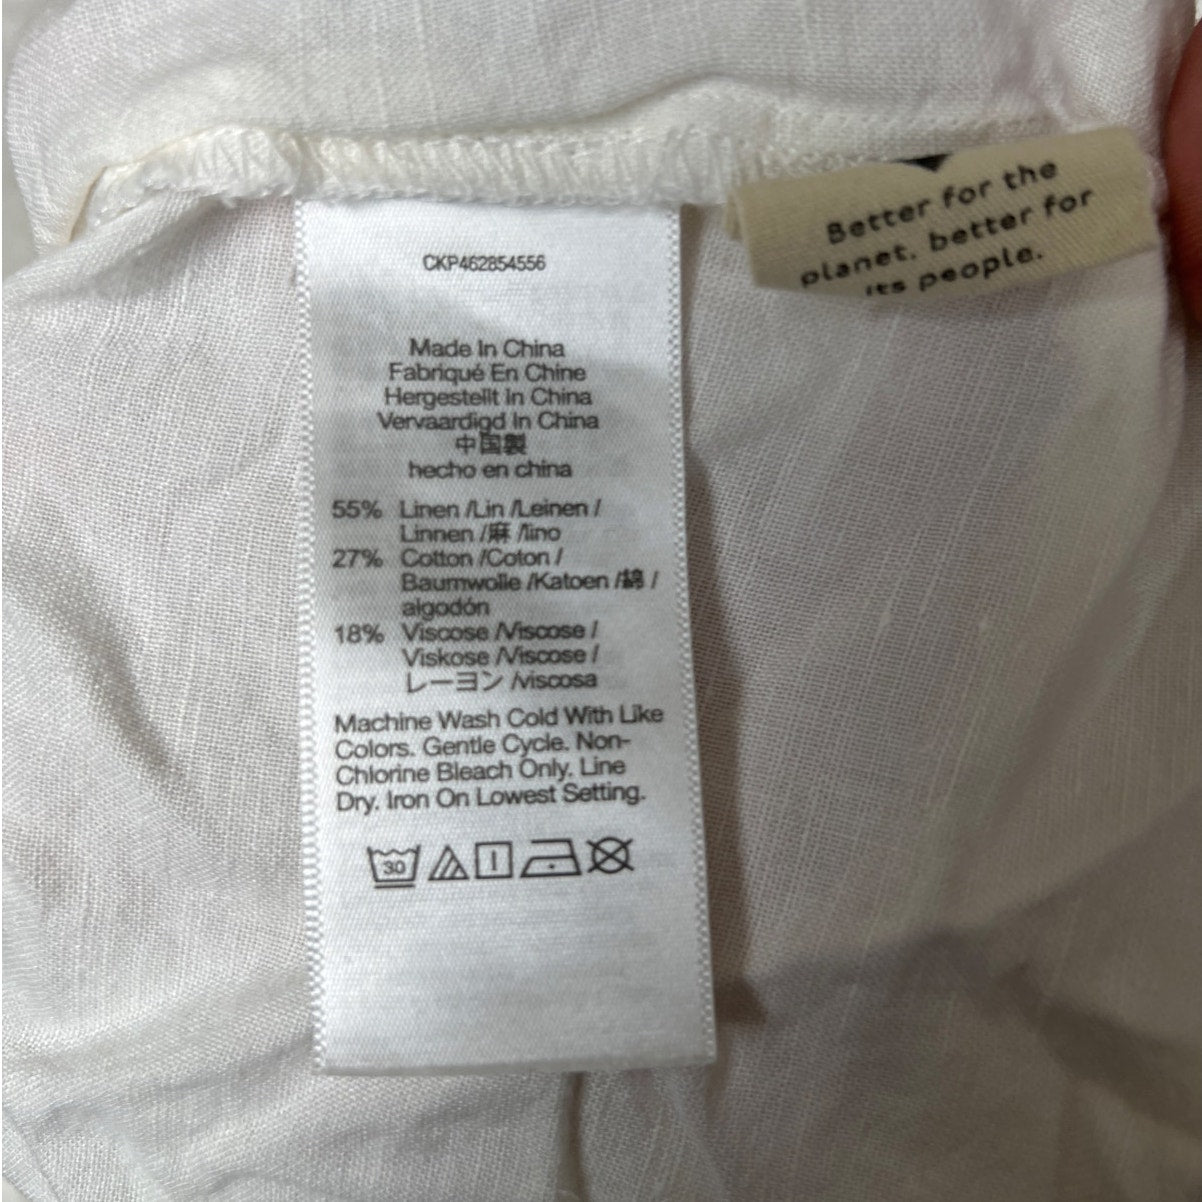 Better for the
planet, better for
its people.
CKP462854556
Made In China
Fabriqué En Chine
Hergestellt In China
Vervaardigd In China
中国製
hecho en china
55% Linen /Lin /Leinen /
Linnen /麻 /lino
27% Cotton /Coton /
Baumwolle /Katoen /綿 /
algodón
18% Viscose /Viscose /
Viskose /Viscose /
レーヨン /viscosa
Machine Wash Cold With Like
Colors. Gentle Cycle. Non-
Chlorine Bleach Only. Line
Dry. Iron On Lowest Setting.
30